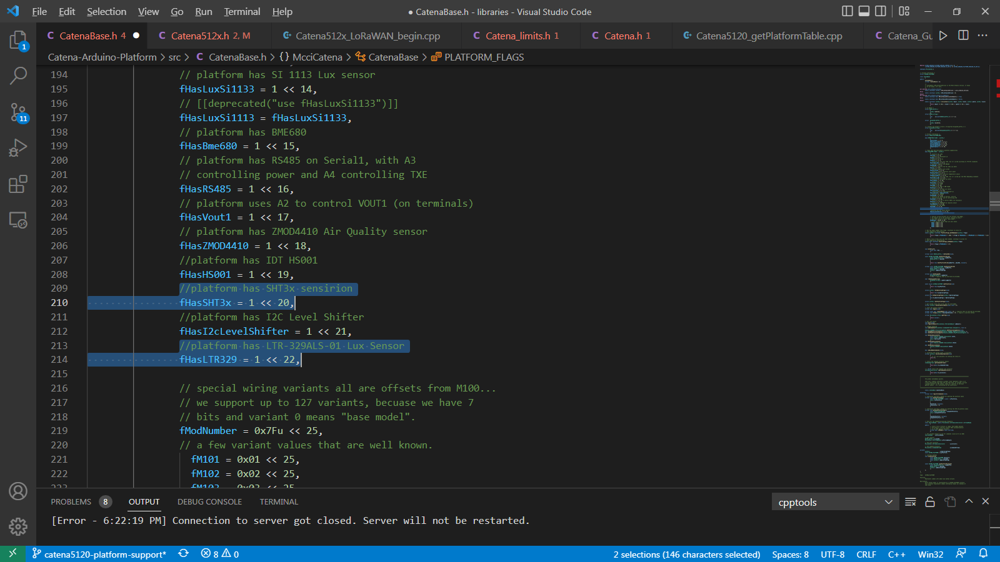 File Edit Selection View Go Run Terminal Help
● CatenaBase.h - libraries - Visual Studio Code
C CatenaBase.h 4 ●
C Catena512x.h 2, M
C++ Catena512x_LoRaWAN_begin.cpp
C Catena_limits.h 1
C Catena.h 1
C++ Catena5120_getPlatformTable.cpp
C Catena_Gu
Catena-Arduino-Platform > src > C CatenaBase.h > {} McciCatena > CatenaBase > PLATFORM_FLAGS
1
11
194 // platform has SI 1113 Lux sensor
195 fHasLuxSi1133 = 1 << 14,
196 // [[deprecated("use fHasLuxSi1133")]]
197 fHasLuxSi1113 = fHasLuxSi1133,
198 // platform has BME680
199 fHasBme680 = 1 << 15,
200 // platform has RS485 on Serial1, with A3
201 // controlling power and A4 controlling TXE
202 fHasRS485 = 1 << 16,
203 // platform uses A2 to control VOUT1 (on terminals)
204 fHasVout1 = 1 << 17,
205 // platform has ZMOD4410 Air Quality sensor
206 fHasZMOD4410 = 1 << 18,
207 //platform has IDT HS001
208 fHasHS001 = 1 << 19,
209 //platform has SHT3x sensirion
210 fHasSHT3x = 1 << 20,
211 //platform has I2C Level Shifter
212 fHasI2cLevelShifter = 1 << 21,
213 //platform has LTR-329ALS-01 Lux Sensor
214 fHasLTR329 = 1 << 22,
215
216 // special wiring variants all are offsets from M100...
217 // we support up to 127 variants, becuase we have 7
218 // bits and variant 0 means "base model".
219 fModNumber = 0x7Fu << 25,
220 // a few variant values that are well known.
221 fM101 = 0x01 << 25,
222 fM102 = 0x02 << 25,
223 fM103 = 0x03 << 25,
PROBLEMS 8 OUTPUT DEBUG CONSOLE TERMINAL
cpptools
[Error - 6:22:19 PM] Connection to server got closed. Server will not be restarted.
catena5120-platform-support* 8 0
2 selections (146 characters selected) Spaces: 8 UTF-8 CRLF C++ Win32